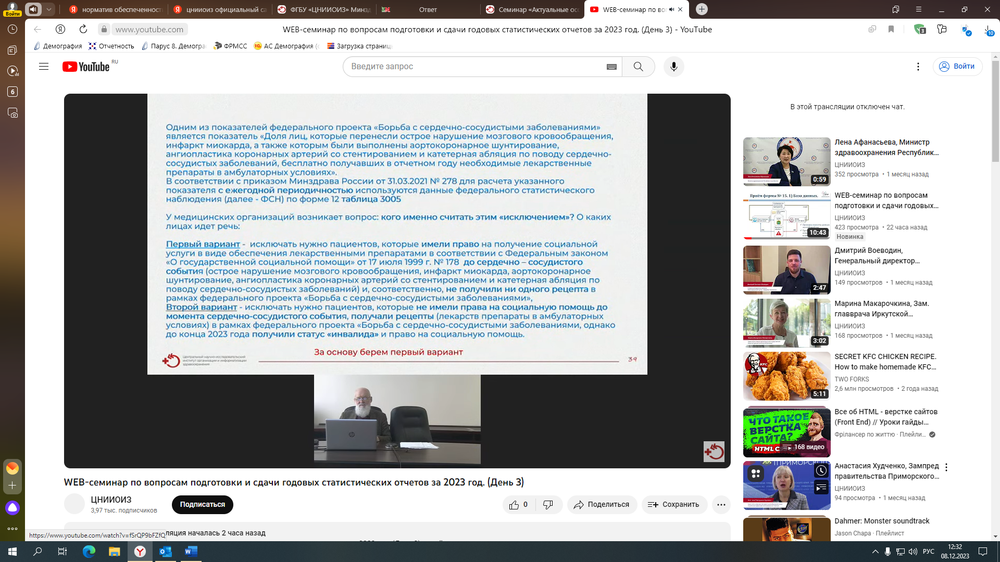 Войти
норматив обеспеченност
цнииоиз официальный са
ФГБУ «ЦНИИОИЗ» Минзд
Ответ
Семинар «Актуальные ос
WEB-семинар по во
www.youtube.com
WEB-семинар по вопросам подготовки и сдачи годовых статистических отчетов за 2023 год. (День 3) - YouTube
3
10
Демография
Отчетность
Парус 8. Демогра
ФРМСС
АС Демография (
Загрузка страниц
6
YouTube
RU
Введите запрос
Войти
Одним из показателей федерального проекта «Борьба с сердечно-сосудистыми заболеваниями»
является показатель «Доля лиц, которые перенесли острое нарушение мозгового кровообращения,
инфаркт миокарда, а также которым были выполнены аортокоронарное шунтирование,
ангиопластика коронарных артерий со стентированием и катетерная абляция по поводу сердечно-
сосудистых заболеваний, бесплатно получавших в отчетном году необходимые лекарственные
препараты в амбулаторных условиях».
В соответствии с приказом Минздрава России от 31.03.2021 № 278 для расчета указанного
показателя с ежегодной периодичностью используются данные федерального статистического
наблюдения (далее - ФСН) по форме 12 таблица 3005
У медицинских организаций возникает вопрос: кого именно считать этим «исключением»? О каких
лицах идет речь:
Первый вариант - исключать нужно пациентов, которые имели право на получение социальной
услуги в виде обеспечения лекарственными препаратами в соответствии с Федеральным законом
«О государственной социальной помощи» от 17 июля 1999 г. № 178 до сердечно – сосудистого
события (острое нарушение мозгового кровообращения, инфаркт миокарда, аортокоронарное
шунтирование, ангиопластика коронарных артерий со стентированием и катетерная абляция по
поводу сердечно-сосудистых заболеваний) и, соответственно, не получили ни одного рецепта в
рамках федерального проекта «Борьба с сердечно-сосудистыми заболеваниями»,
Второй вариант - исключать нужно пациентов, которые не имели права на социальную помощь до
момента сердечно-сосудистого события, получали рецепты (лекарств препараты в амбулаторных
условиях) в рамках федерального проекта «Борьба с сердечно-сосудистыми заболеваниями, однако
до конца 2023 года получили статус «инвалида» и право на социальную помощь.
За основу берем первый вариант
Центральный научно-исследовательский
институт организации и информатизации
здравоохранения
39
hp
WEB-семинар по вопросам подготовки и сдачи годовых статистических отчетов за 2023 год. (День 3)
ЦНИИОИЗ
3,97 тыс. подписчиков
Подписаться
0
Поделиться
Сохранить
https://www.youtube.com/watch?v=fSrQP9bFZfQ
ляция началась 2 часа назад
В этой трансляции отключен чат.
0:59
Лена Афанасьева, Министр
здравоохранения Республик...
ЦНИИОИЗ
352 просмотра • 1 месяц назад
Приём формы № 15. 1) База данных.
10:43
WEB-семинар по вопросам
подготовки и сдачи годовых...
ЦНИИОИЗ
423 просмотра • 22 часа назад
Новинка
2:47
Дмитрий Воеводин,
Генеральный директор...
ЦНИИОИЗ
149 просмотров • 1 месяц назад
3:02
Марина Макарочкина, Зам.
главврача Иркутской...
ЦНИИОИЗ
168 просмотров • 1 месяц назад
KFC
5:11
SECRET KFC CHICKEN RECIPE.
How to make homemade KFC...
TWO FORKS
2,6 млн просмотров • 2 года назад
ЧТО ТАКОЕ
ВЕРСТКА
САЙТА?
168 видео
Все об HTML - верстке сайтов
(Front End) // Уроки гайды...
Фрілансер по життю · Плейли...
Анастасия Худченко, Зампред
правительства Приморского...
ЦНИИОИЗ
94 просмотра • 1 месяц назад
Dahmer: Monster soundtrack
Jason Chapa · Плейлист
РУС
12:32
08.12.2023